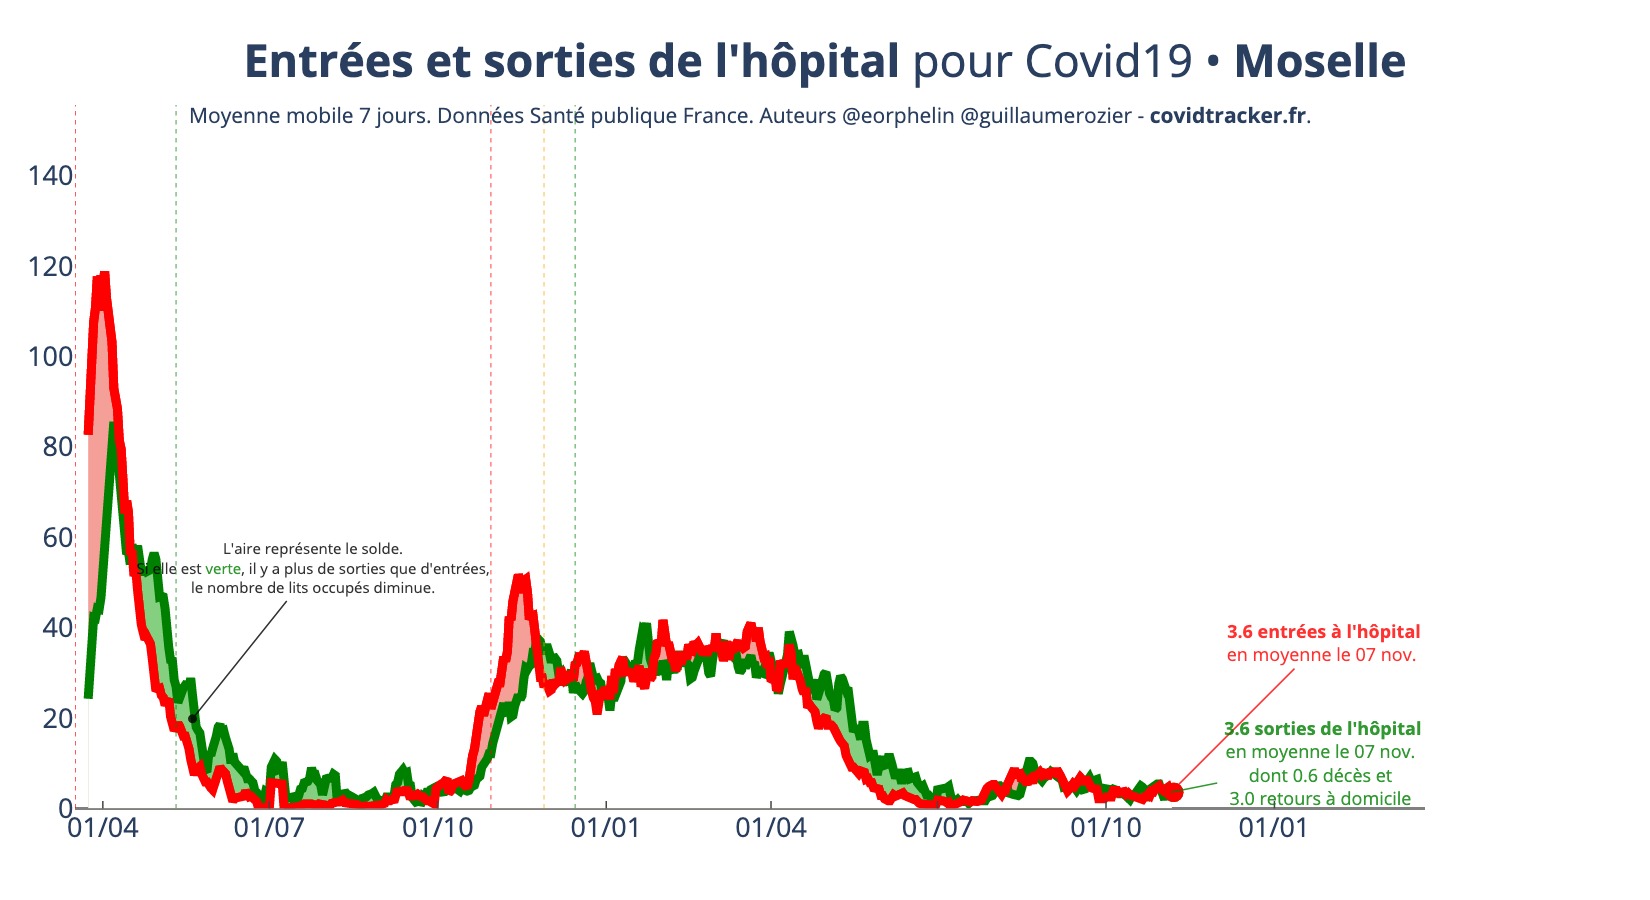 Entrées et sorties de l'hôpital pour Covid19 • Moselle
Moyenne mobile 7 jours. Données Santé publique France. Auteurs @eorphelin @guillaumerozier - covidtracker.fr.
140
120
100
80
60
40
20
0
L'aire représente le solde.
Si elle est verte, il y a plus de sorties que d'entrées,
le nombre de lits occupés diminue.
3.6 entrées à l'hôpital
en moyenne le 07 nov.
3.6 sorties de l'hôpital
en moyenne le 07 nov.
dont 0.6 décès et
3.0 retours à domicile
01/04
01/07
01/10
01/01
01/04
01/07
01/10
01/01